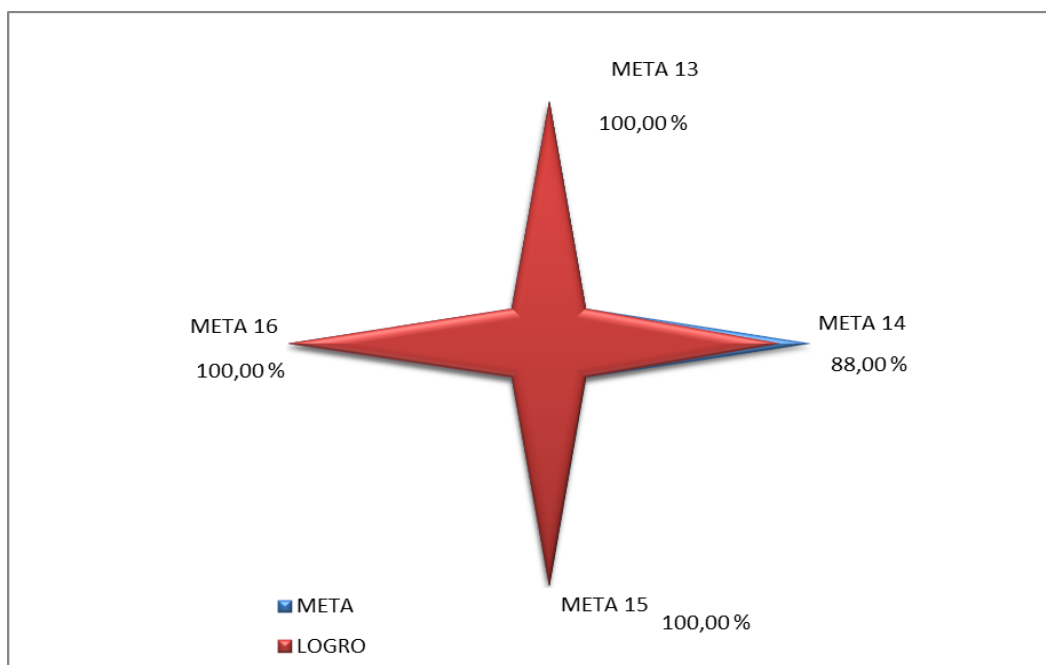 META 13
100,00 %
META 14
88,00 %
META 16
100,00 %
META 15
100,00 %
META
LOGRO